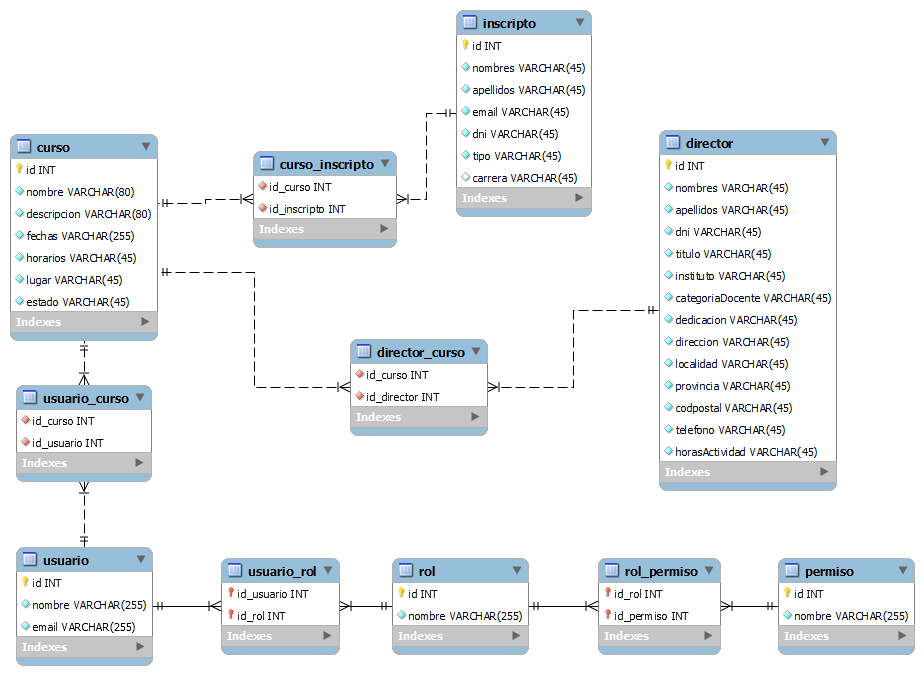 inscripto
id INT
nombres VARCHAR(45)
apellidos VARCHAR(45)
email VARCHAR(45)
dni VARCHAR(45)
tipo VARCHAR(45)
carrera VARCHAR(45)
Indexes
curso
id INT
nombre VARCHAR(80)
descripcion VARCHAR(80)
fechas VARCHAR(255)
horarios VARCHAR(45)
lugar VARCHAR(45)
estado VARCHAR(45)
Indexes
curso_inscripto
id_curso INT
id_inscripto INT
Indexes
director
id INT
nombres VARCHAR(45)
apellidos VARCHAR(45)
dni VARCHAR(45)
titulo VARCHAR(45)
instituto VARCHAR(45)
categoriaDocente VARCHAR(45)
dedicacion VARCHAR(45)
direccion VARCHAR(45)
localidad VARCHAR(45)
provincia VARCHAR(45)
codpostal VARCHAR(45)
telefono VARCHAR(45)
horasActividad VARCHAR(45)
Indexes
director_curso
id_curso INT
id_director INT
Indexes
usuario_curso
id_curso INT
id_usuario INT
Indexes
usuario
id INT
nombre VARCHAR(255)
email VARCHAR(255)
Indexes
usuario_rol
id_usuario INT
id_rol INT
Indexes
rol
id INT
nombre VARCHAR(255)
Indexes
rol_permiso
id_rol INT
id_permiso INT
Indexes
permiso
id INT
nombre VARCHAR(255)
Indexes